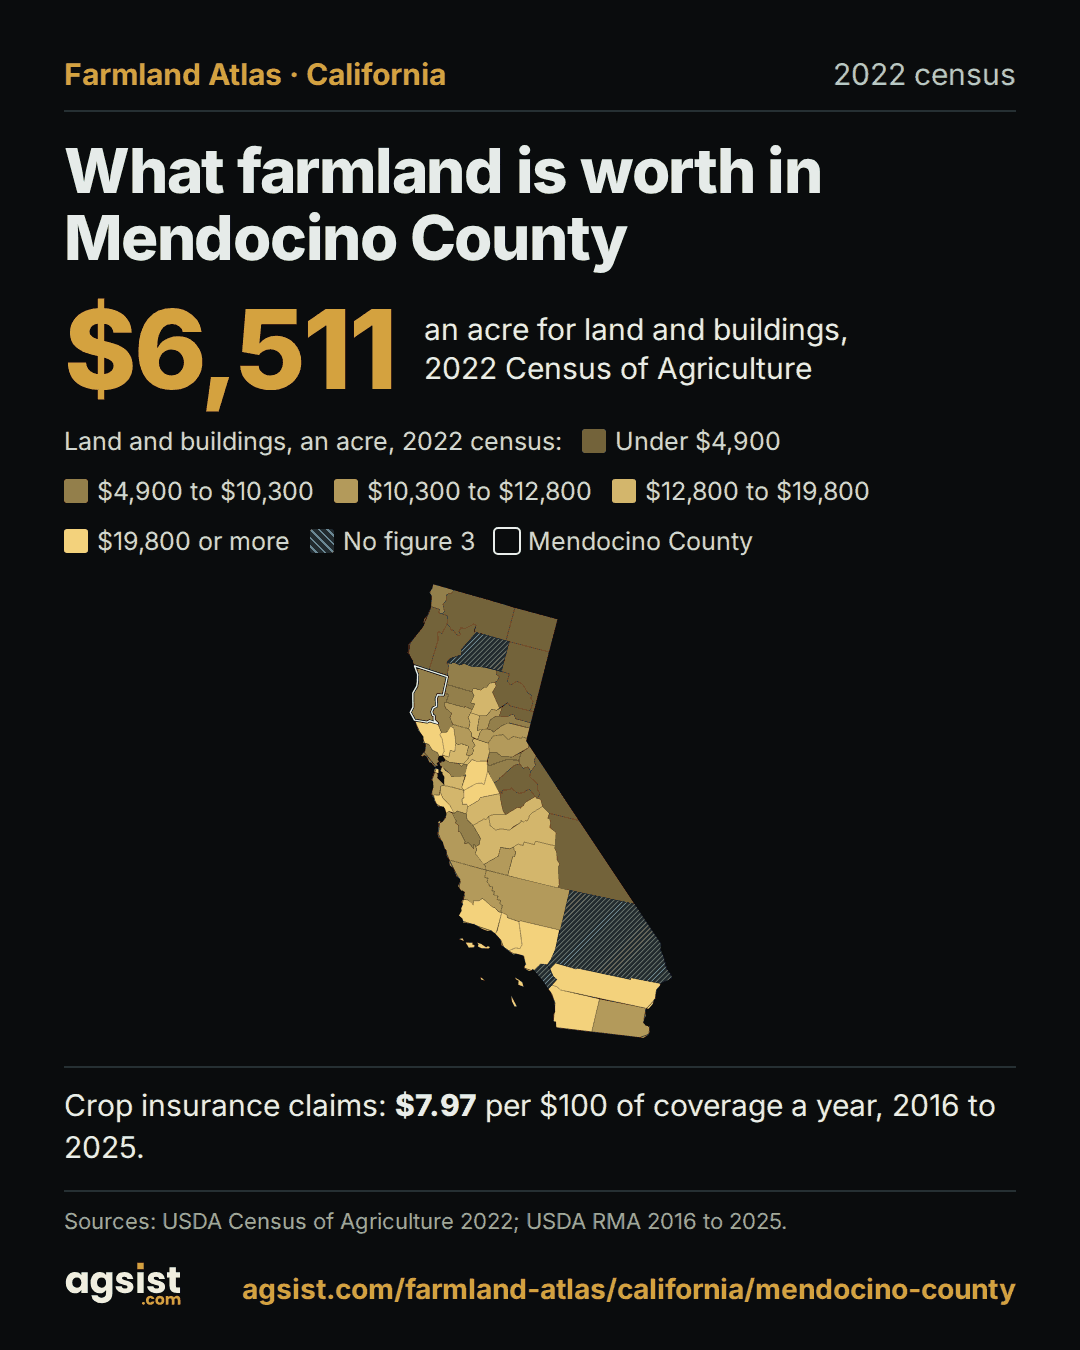 Farmland Atlas · California
2022 census
What farmland is worth in
Mendocino County
$6,511
an acre for land and buildings,
2022 Census of Agriculture
Land and buildings, an acre, 2022 census: Under $4,900
$4,900 to $10,300 $10,300 to $12,800 $12,800 to $19,800
$19,800 or more No figure 3 Mendocino County
Crop insurance claims: $7.97 per $100 of coverage a year, 2016 to
2025.
Sources: USDA Census of Agriculture 2022; USDA RMA 2016 to 2025.
agsist
.com
agsist.com/farmland-atlas/california/mendocino-county